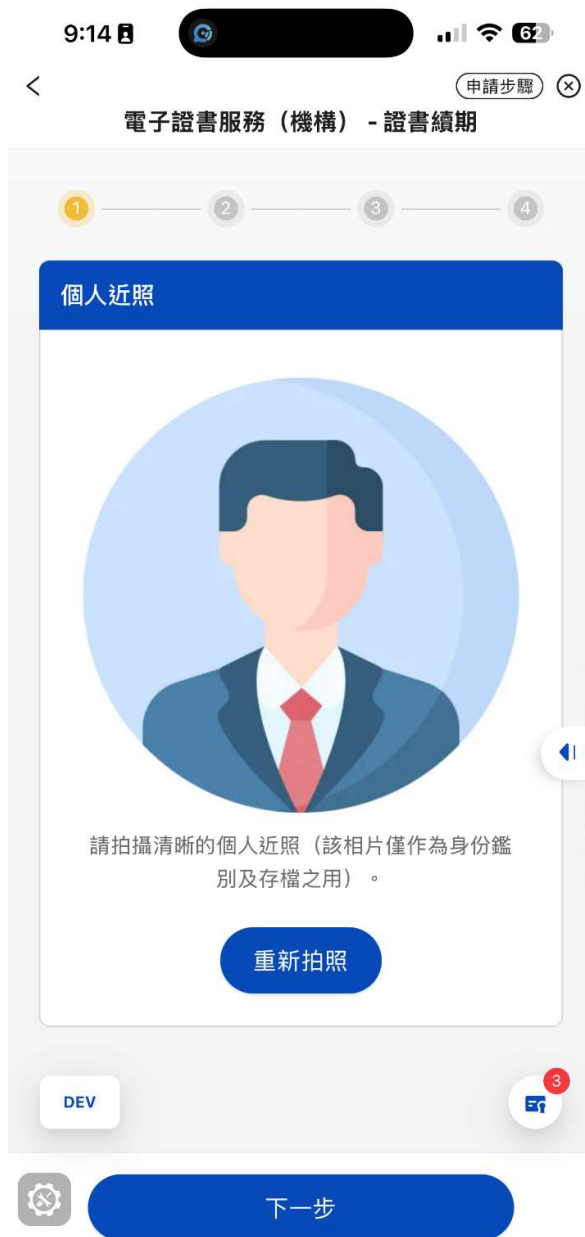 9:14
62
申請步驟
電子證書服務（機構） - 證書續期
1
2
3
4
個人近照
請拍攝清晰的個人近照（該相片僅作為身份鑑
別及存檔之用）。
重新拍照
3
DEV
下一步